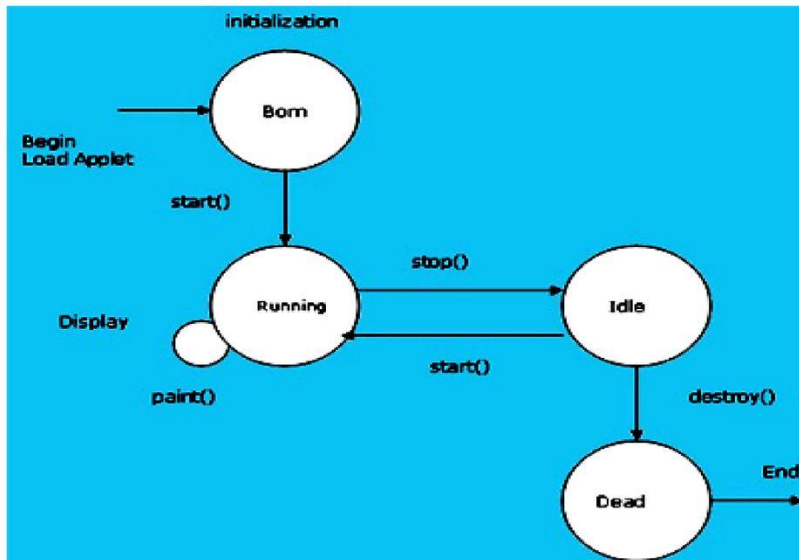 initialization
Born
Begin
Load Applet
start()
stop()
Running
Idle
Display
start()
paint()
destroy()
End
Dead